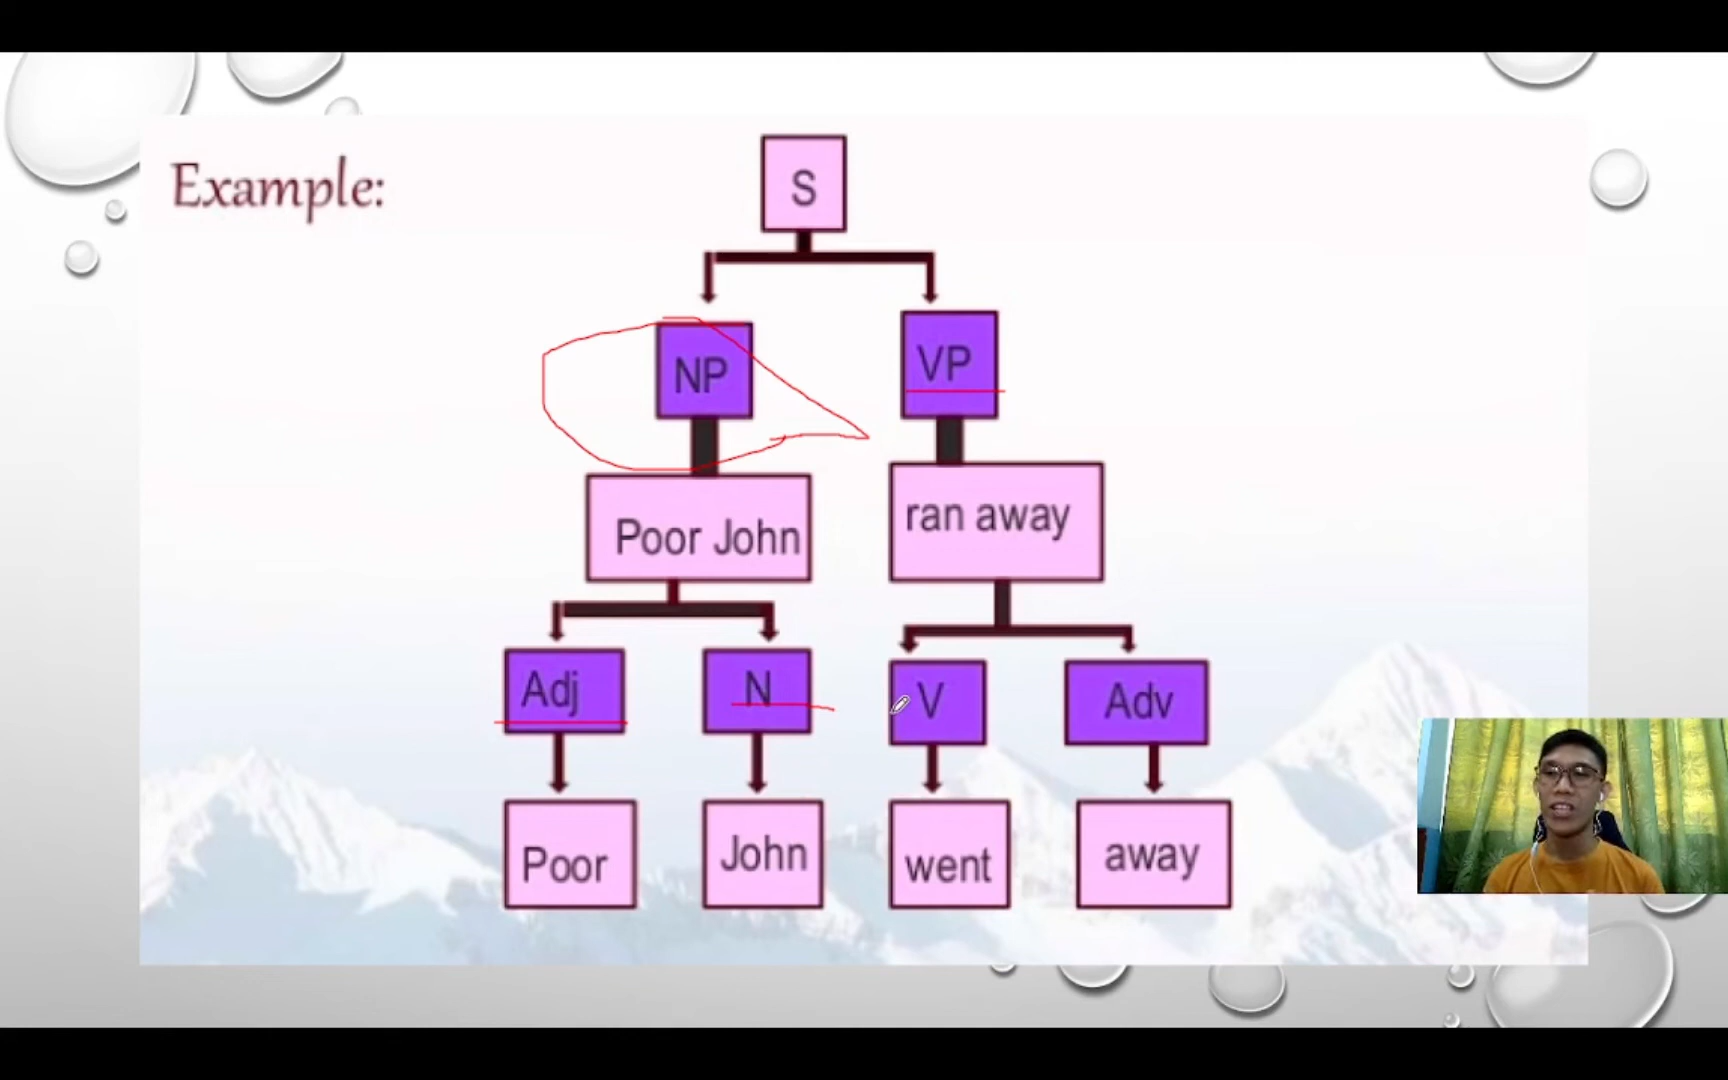 Example:
S
NP
VP
Poor John
ran away
Adj
N
V
Adv
Poor
John
went
away